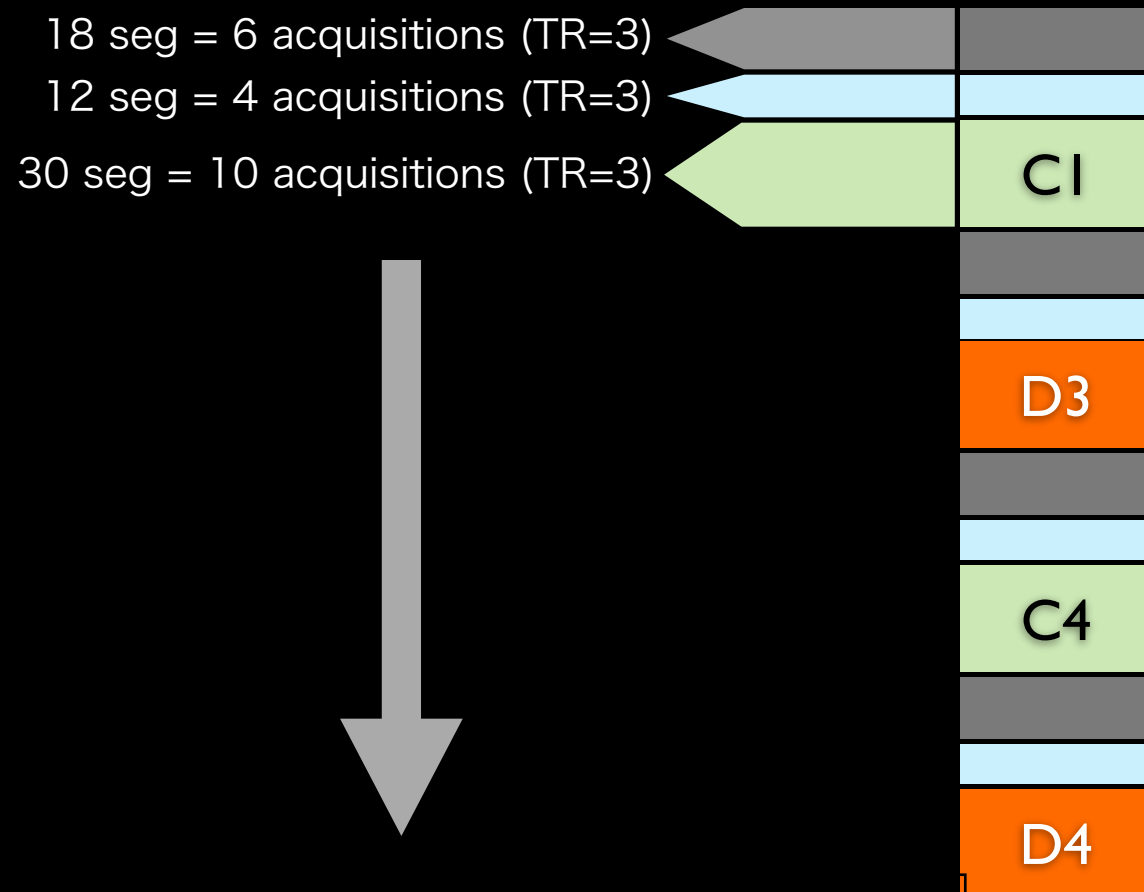 18 seg = 6 acquisitions (TR=3)
12 seg = 4 acquisitions (TR=3)
30 seg = 10 acquisitions (TR=3)
C1
D3
C4
D4